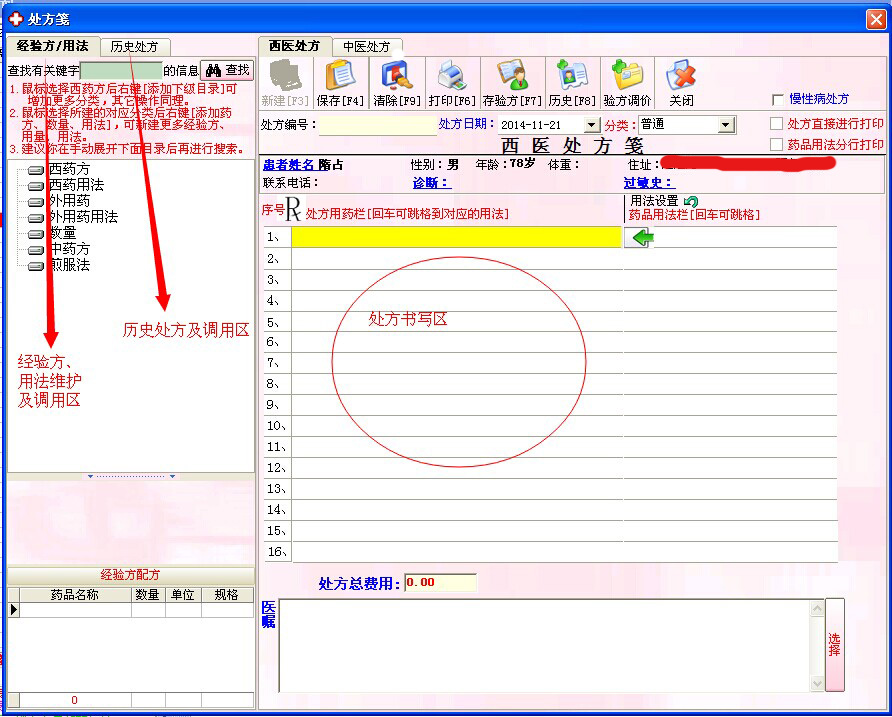 处方笺
经验方/用法 历史处方
查找有关键字 的信息 查找
1.鼠标选择西药方后右键[添加下级目录]可
增加更多分类，其它操作同理。
2.鼠标选择所建的对应分类后右键[添加药
方、数量、用法]，可新建更多经验方、
用量、用法。
3.建议你在手动展开下面目录后再进行搜索。
西药方
西药用法
外用药
外用药用法
数量
中药方
煎服法
历史处方及调用区
经验方、
用法维护
及调用区
经验方配方
药品名称 数量 单位 规格
0
西医处方 中医处方
新建[F3] 保存[F4] 清除[F9] 打印[F6] 存验方[F7] 历史[F8] 验方调价 关闭
慢性病处方
处方编号： 处方日期： 2014-11-21 分类： 普通
处方直接进行打印
西 医 处 方 笺
药品用法分行打印
患者姓名 隋占 性别：男 年龄：78岁 体重： 住址：
联系电话： 诊断： 过敏史：
序号 R 处方用药栏[回车可跳格到对应的用法]
用法设置
药品用法栏[回车可跳格]
1、
2、
3、
4、
5、
6、
7、
8、
9、
10、
11、
12、
13、
14、
15、
16、
处方书写区
处方总费用： 0.00
医嘱
选择